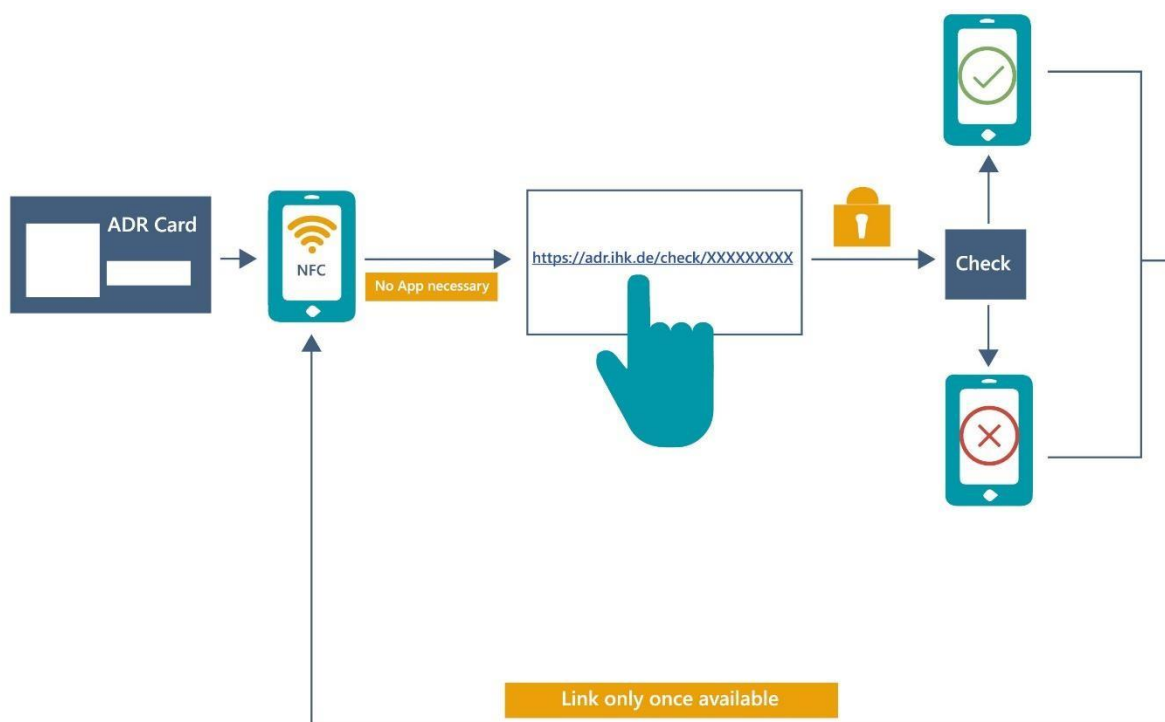 ADR Card
NFC
No App necessary
https://adr.ihk.de/check/XXXXXXXXX
Check
Link only once available